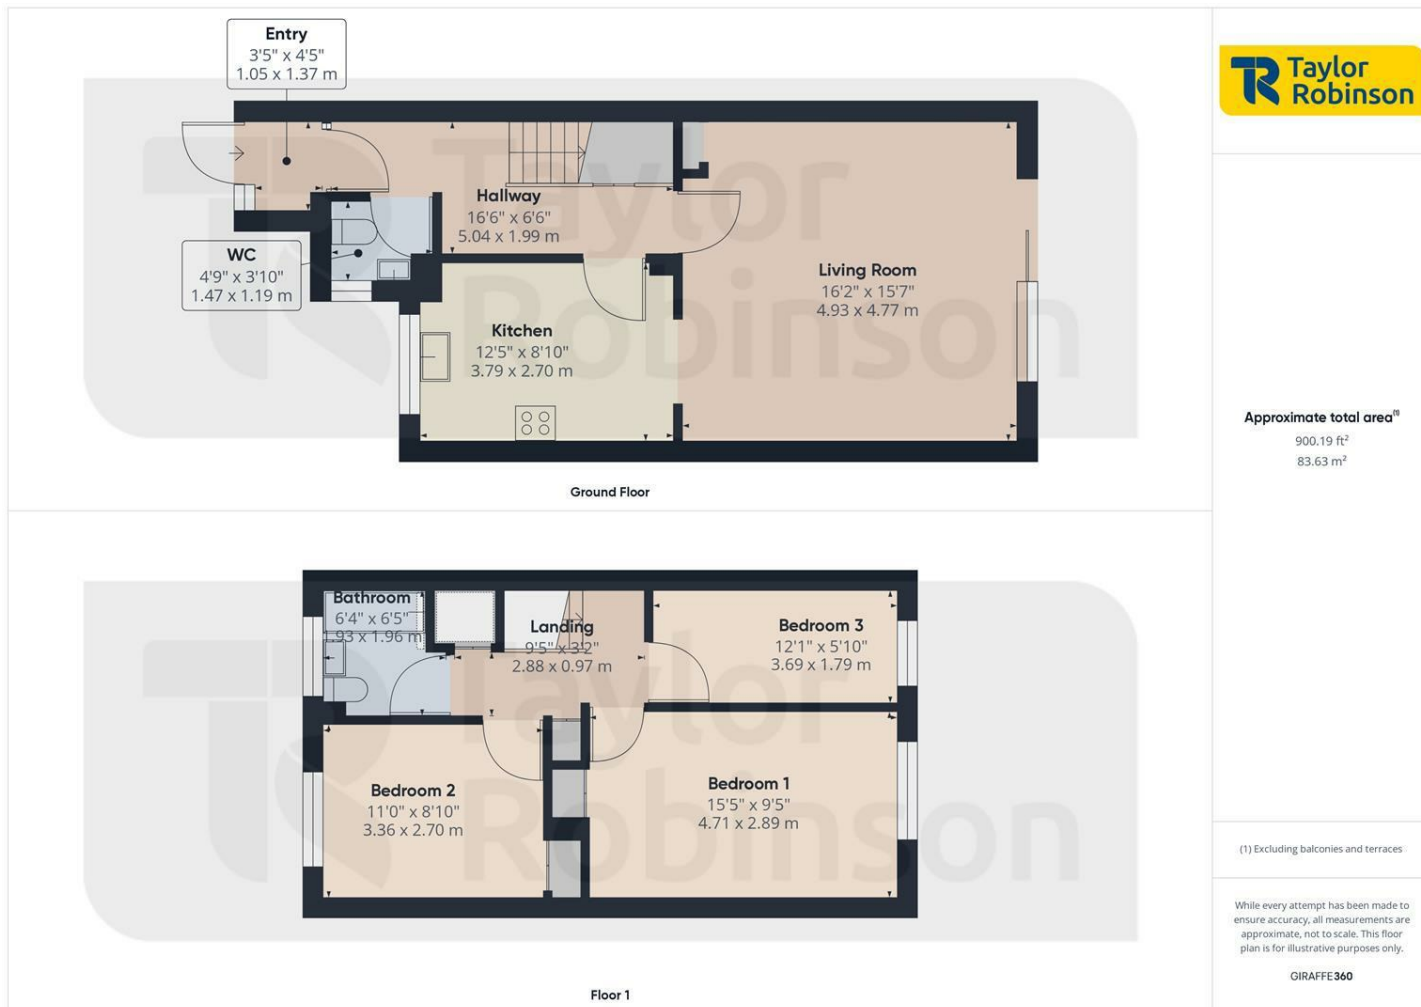 Entry
3'5" x 4'5"
1.05 x 1.37 m
WC
4'9" x 3'10"
1.47 x 1.19 m
Hallway
16'6" x 6'6"
5.04 x 1.99 m
Living Room
16'2" x 15'7"
4.93 x 4.77 m
Kitchen
12'5" x 8'10"
3.79 x 2.70 m
Taylor
Robinson
Ground Floor
Bathroom
6'4" x 6'5"
.93 x 1.96 m
Landing
9'5" x 3'2"
2.88 x 0.97 m
Bedroom 3
12'1" x 5'10"
3.69 x 1.79 m
Bedroom 2
11'0" x 8'10"
3.36 x 2.70 m
Bedroom 1
15'5" x 9'5"
4.71 x 2.89 m
Taylor
Robinson
Floor 1
TR Taylor
Robinson
Approximate total area(1)
900.19 ft²
83.63 m²
(1) Excluding balconies and terraces
While every attempt has been made to
ensure accuracy, all measurements are
approximate, not to scale. This floor
plan is for illustrative purposes only.
GIRAFFE360